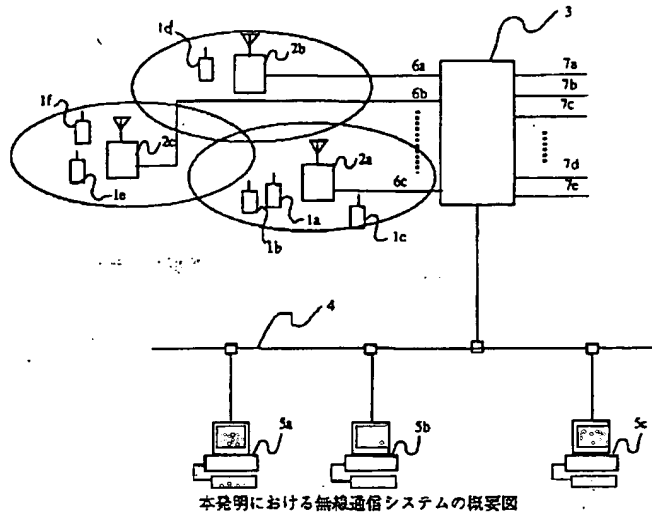 1d
2b
3
6a
7a
6b
7b
7c
1f
2c
2a
7d
6c
7e
1e
1b
1a
1c
4
5a
5b
5c
本発明における無線通信システムの概要図